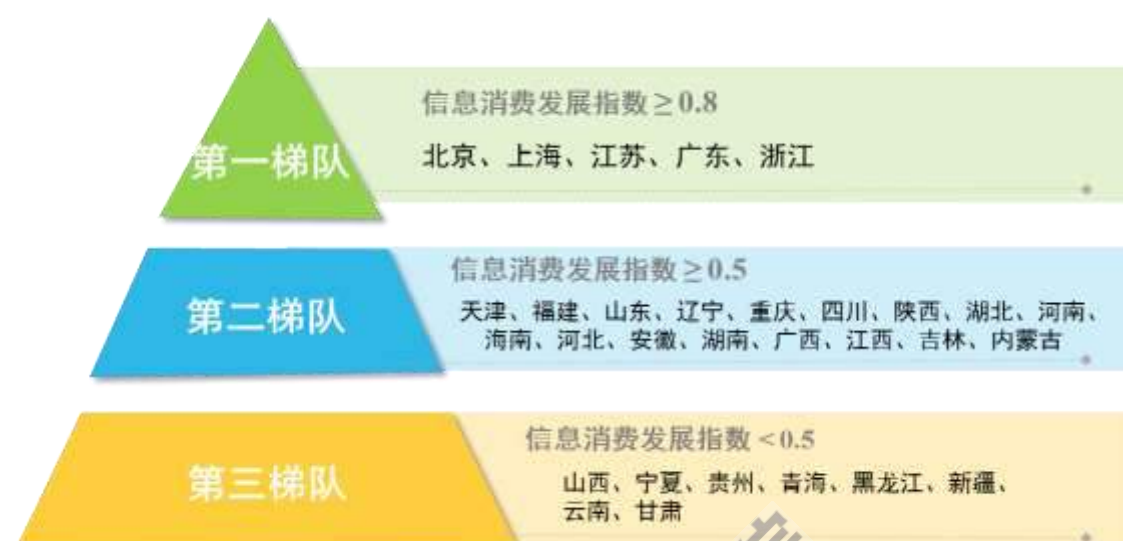 第一梯队
信息消费发展指数≥0.8
北京、上海、江苏、广东、浙江
第二梯队
信息消费发展指数≥0.5
天津、福建、山东、辽宁、重庆、四川、陕西、湖北、河南、
海南、河北、安徽、湖南、广西、江西、吉林、内蒙古
第三梯队
信息消费发展指数<0.5
山西、宁夏、贵州、青海、黑龙江、新疆、
云南、甘肃